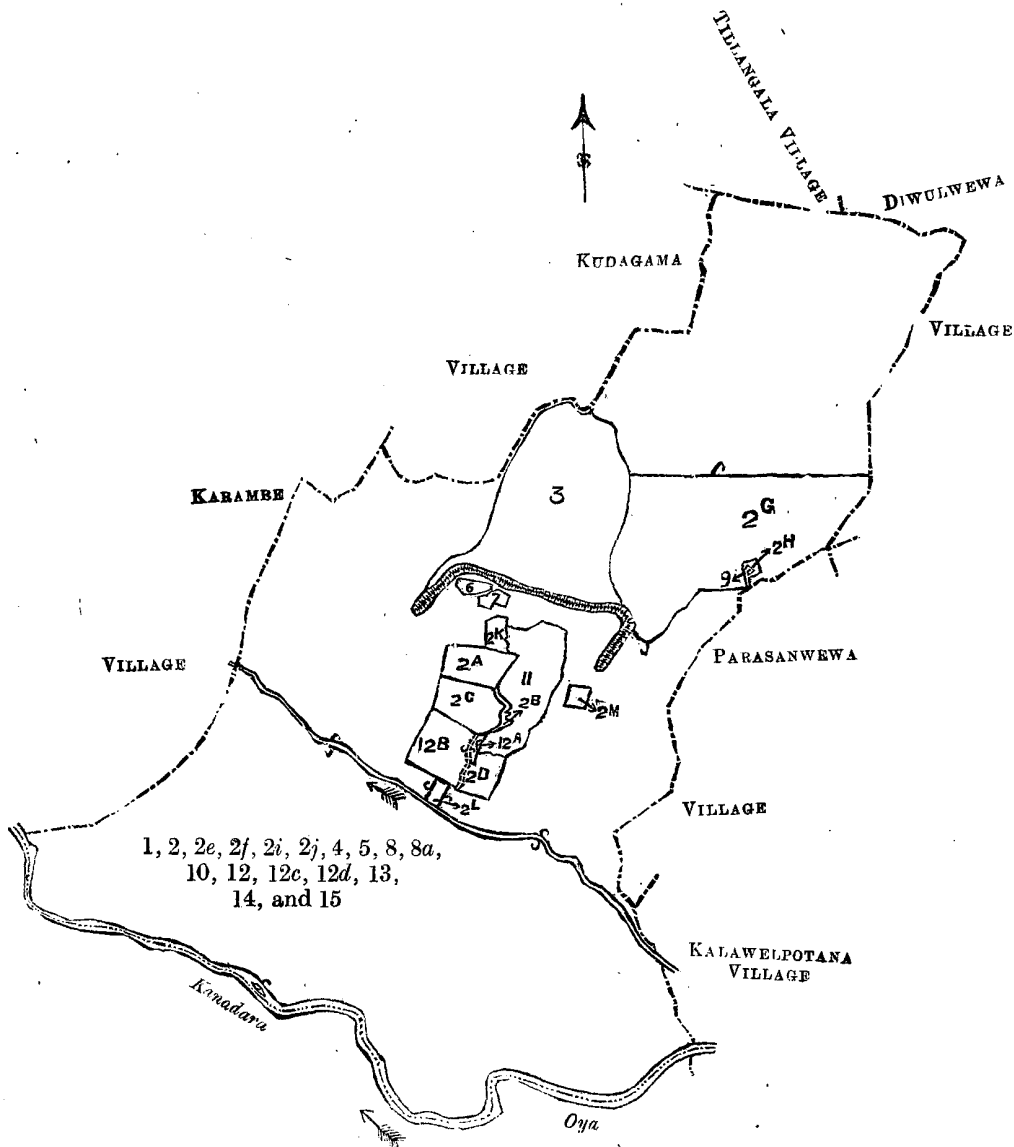 TILLANGALA VILLAGE
DIWULWEWA
KUDAGAMA
VILLAGE
VILLAGE
KARAMBE
3
2G
2H
9
6
7
2K
PARASANWEWA
VILLAGE
2A
11
2C
2B
2M
12B
12A
2D
2L
VILLAGE
1, 2, 2e, 2f, 2i, 2j, 4, 5, 8, 8a,
10, 12, 12c, 12d, 13,
14, and 15
KALAWELPOTANA
VILLAGE
Kanadara
Oya